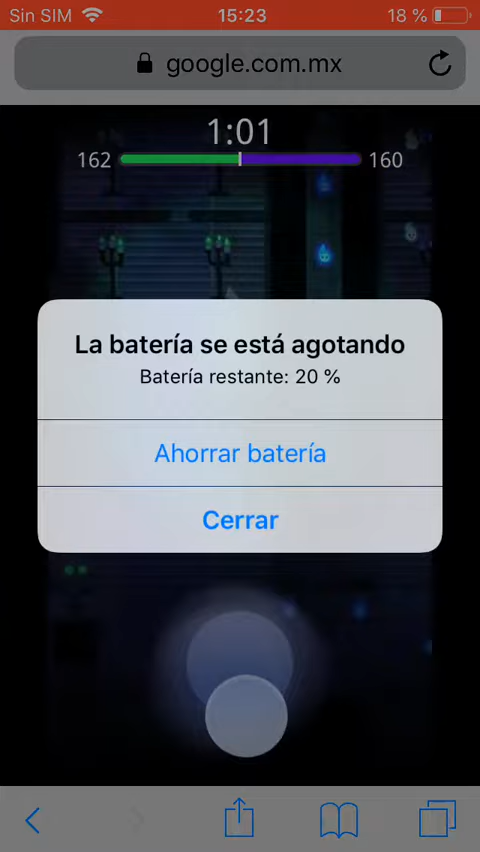 Sin SIM 15:23 18 %
google.com.mx
1:01
162 160
La batería se está agotando
Batería restante: 20 %
Ahorrar batería
Cerrar